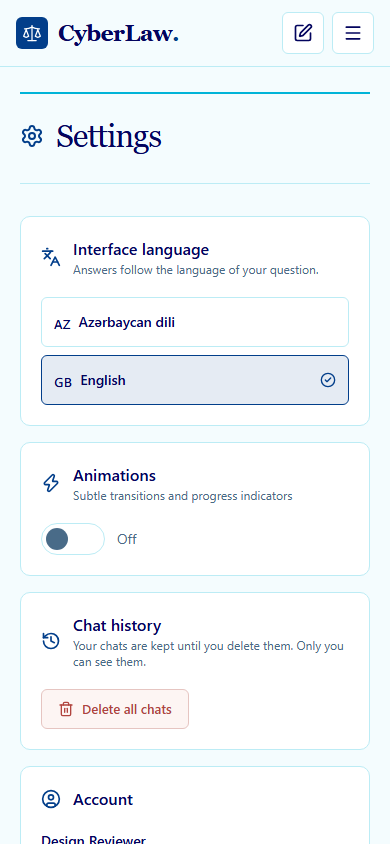 CyberLaw.
Settings
Interface language
Answers follow the language of your question.
AZ Azərbaycan dili
GB English
Animations
Subtle transitions and progress indicators
Off
Chat history
Your chats are kept until you delete them. Only you
can see them.
Delete all chats
Account
Design Reviewer